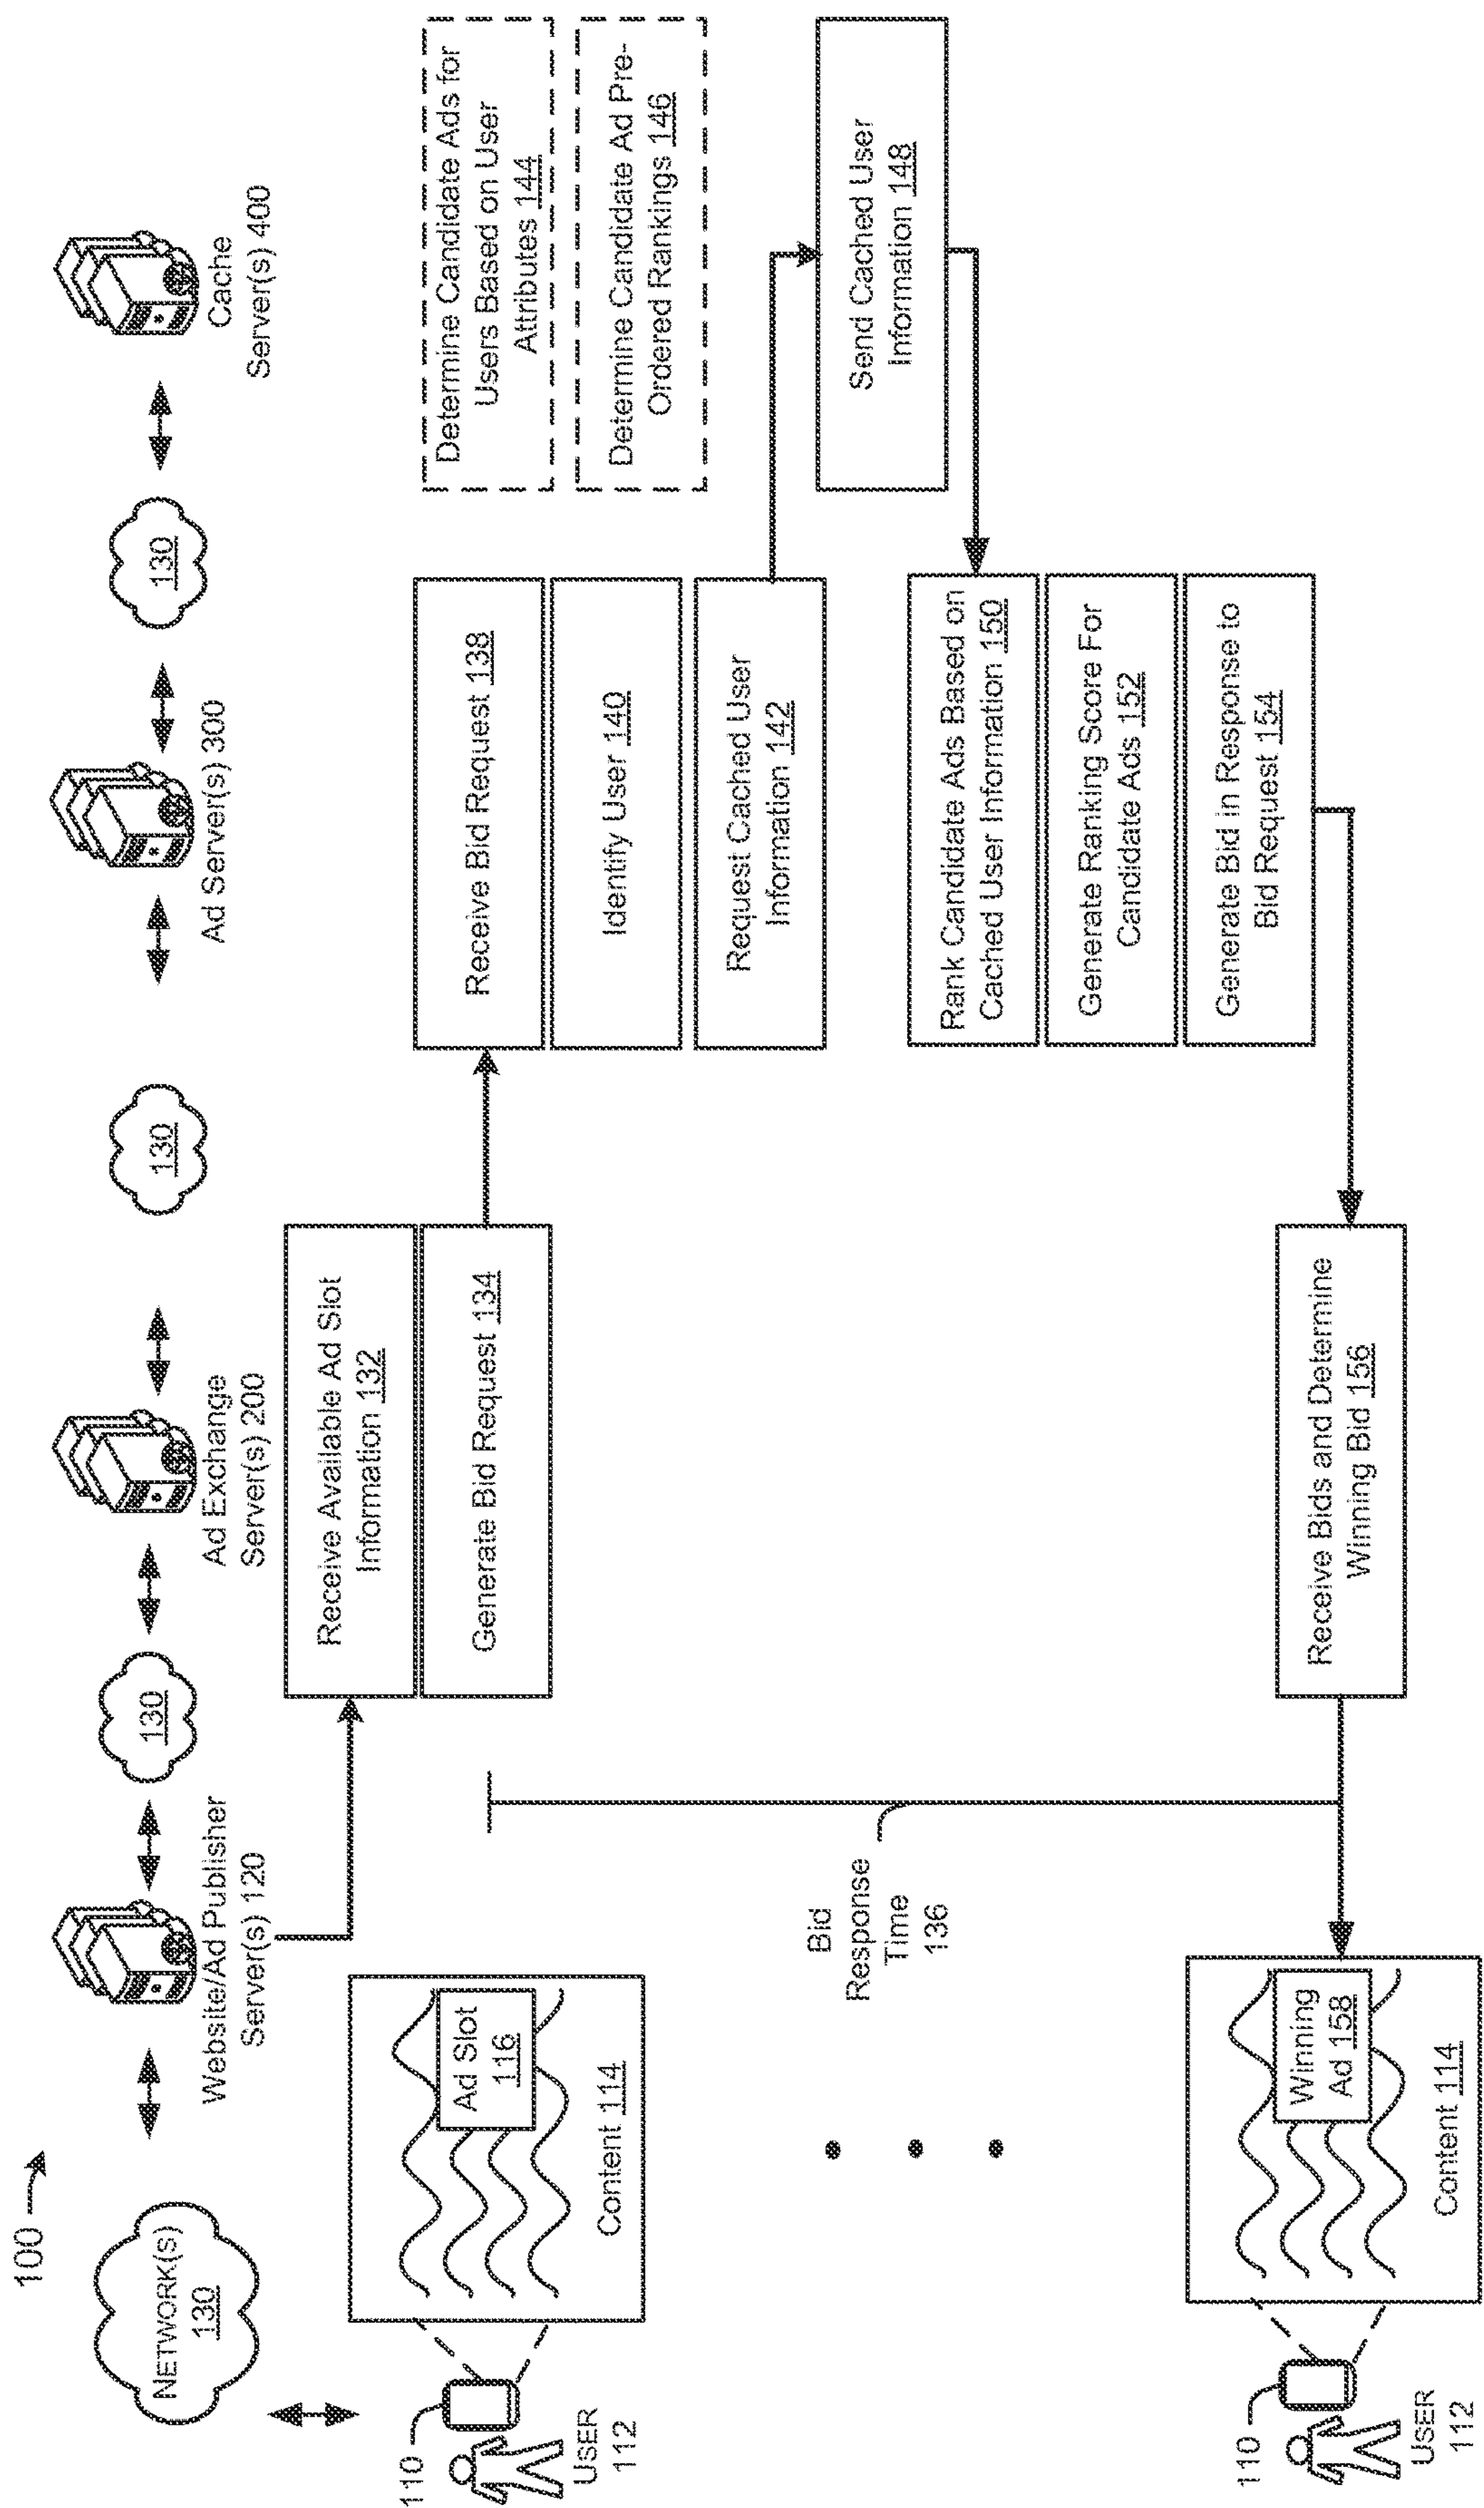 100
NETWORK(S)
130
Website/Ad Publisher
Server(s) 120
130
Ad Exchange
Server(s) 200
130
Ad Server(s) 300
130
Cache
Server(s) 400
110
USER
112
Ad Slot
116
Content 114
Receive Available Ad Slot
Information 132
Generate Bid Request 134
Receive Bid Request 138
Identify User 140
Request Cached User
Information 142
Determine Candidate Ads for
Users Based on User
Attributes 144
Determine Candidate Ad Pre-
Ordered Rankings 146
Send Cached User
Information 148
Rank Candidate Ads Based on
Cached User Information 150
Generate Ranking Score For
Candidate Ads 152
Generate Bid in Response to
Bid Request 154
Bid
Response
Time
136
Receive Bids and Determine
Winning Bid 156
110
USER
112
Winning
Ad 158
Content 114